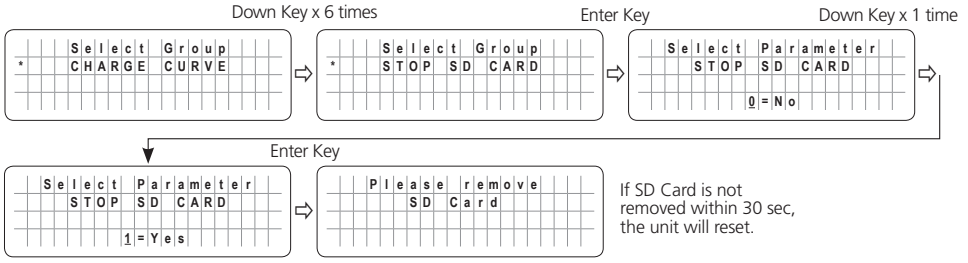 Down Key x 6 times
Enter Key
Down Key x 1 time
Select Group
* CHARGE CURVE
Select Group
* STOP SD CARD
Select Parameter
STOP SD CARD
0=No
Enter Key
Select Parameter
STOP SD CARD
1=Yes
Please remove
SD Card
If SD Card is not
removed within 30 sec,
the unit will reset.